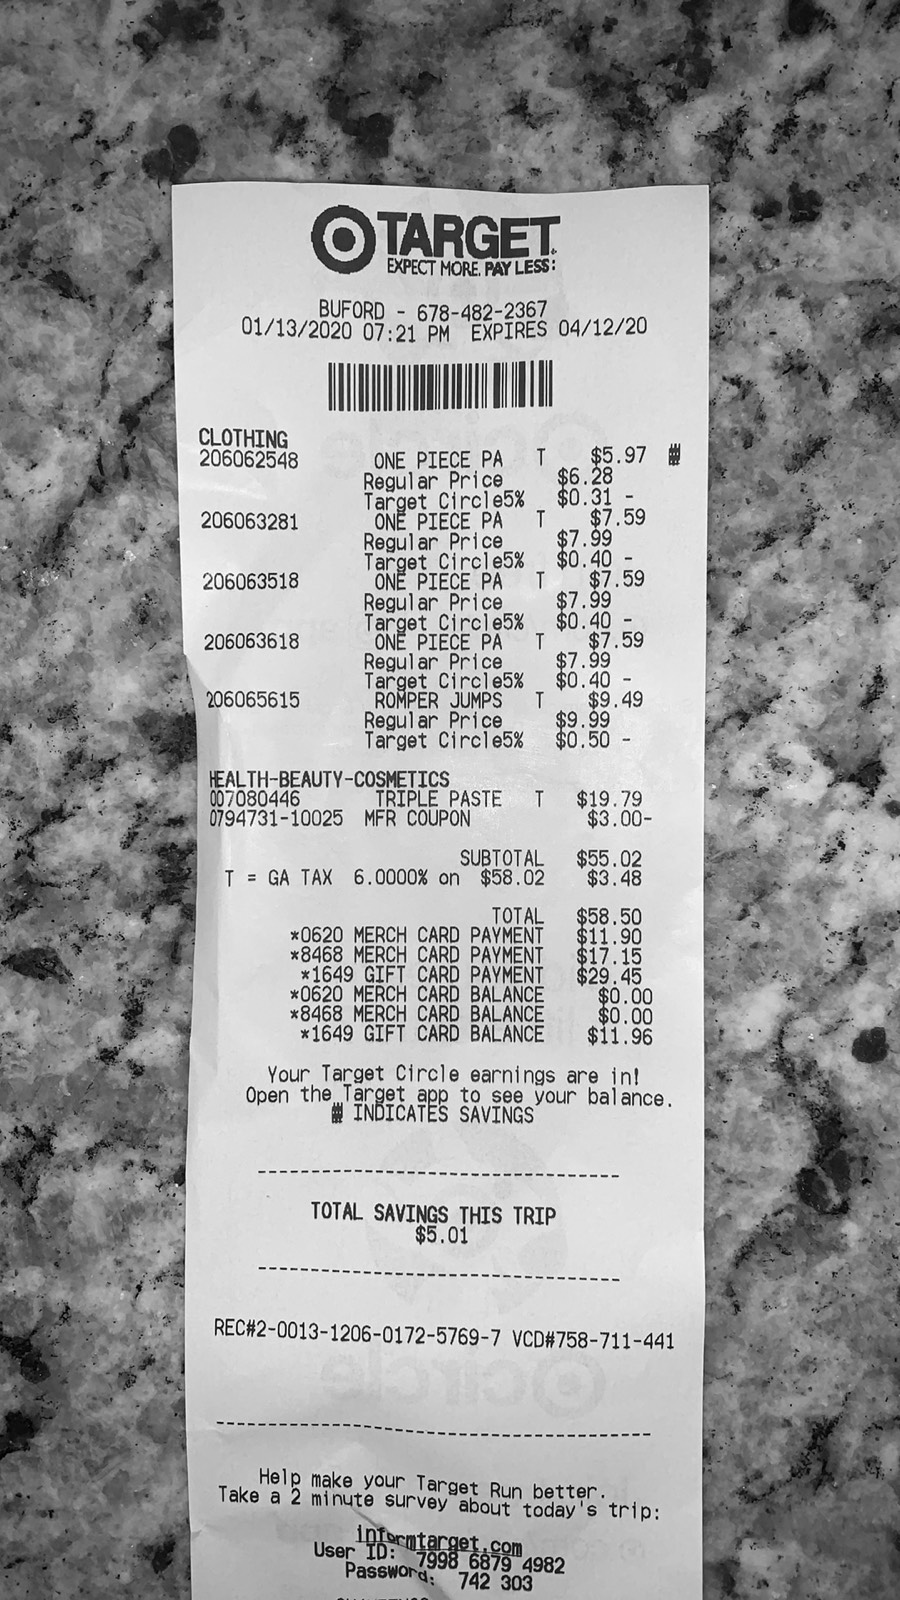 TARGET
EXPECT MORE. PAY LESS.
BUFORD - 678-482-2367
01/13/2020 07:21 PM EXPIRES 04/12/20
CLOTHING
206062548 ONE PIECE PA T $5.97
Regular Price $6.28
Target Circle5% $0.31 -
206063281 ONE PIECE PA T $7.59
Regular Price $7.99
Target Circle5% $0.40 -
206063518 ONE PIECE PA T $7.59
Regular Price $7.99
Target Circle5% $0.40 -
206063618 ONE PIECE PA T $7.59
Regular Price $7.99
Target Circle5% $0.40 -
206065615 ROMPER JUMPS T $9.49
Regular Price $9.99
Target Circle5% $0.50 -
HEALTH-BEAUTY-COSMETICS
007080446 TRIPLE PASTE T $19.79
0794731-10025 MFR COUPON $3.00-
SUBTOTAL $55.02
T = GA TAX 6.0000% on $58.02 $3.48
TOTAL $58.50
*0620 MERCH CARD PAYMENT $11.90
*8468 MERCH CARD PAYMENT $17.15
*1649 GIFT CARD PAYMENT $29.45
*0620 MERCH CARD BALANCE $0.00
*8468 MERCH CARD BALANCE $0.00
*1649 GIFT CARD BALANCE $11.96
Your Target Circle earnings are in!
Open the Target app to see your balance.
INDICATES SAVINGS
TOTAL SAVINGS THIS TRIP
$5.01
REC#2-0013-1206-0172-5769-7 VCD#758-711-441
Help make your Target Run better.
Take a 2 minute survey about today's trip:
informtarget.com
User ID: 7998 6879 4982
Password: 742 303